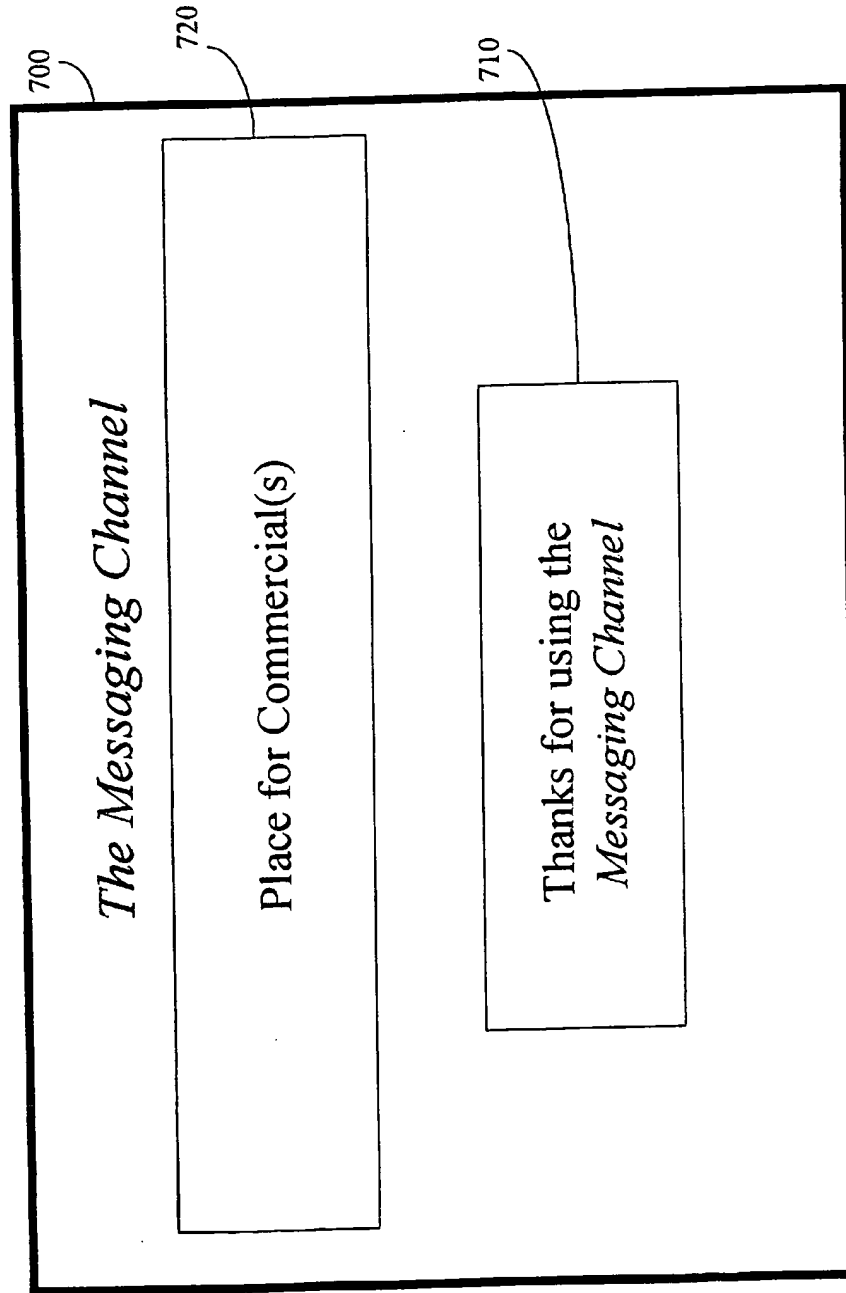 The Messaging Channel
700
720
Place for Commercial(s)
710
Thanks for using the
Messaging Channel